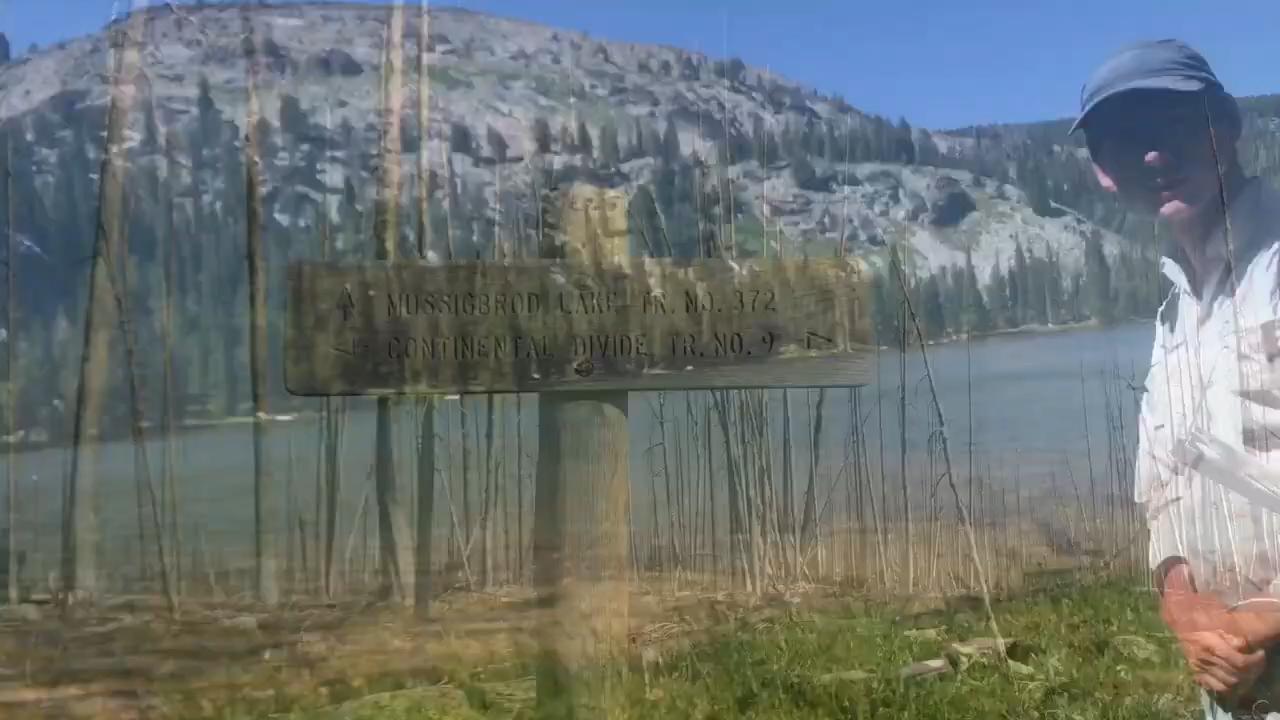 MUSSIGBROD LAKE TR. NO. 372
CONTINENTAL DIVIDE TR. NO. 9